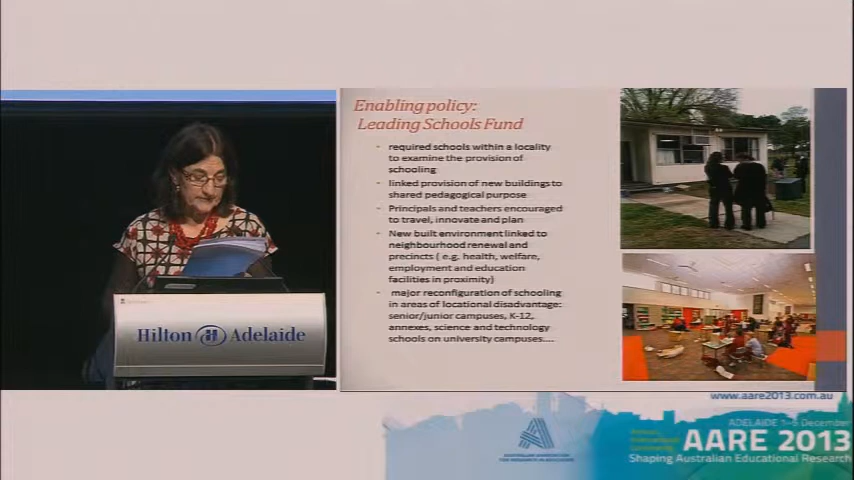 Enabling policy:
Leading Schools Fund
- required schools within a locality
to examine the provision of
schooling
- linked provision of new buildings to
shared pedagogical purpose
- Principals and teachers encouraged
to travel, innovate and plan
- New built environment linked to
neighbourhood renewal and
precincts ( e.g. health, welfare,
employment and education
facilities in proximity)
- major reconfiguration of schooling
in areas of locational disadvantage:
senior/junior campuses, K-12,
annexes, science and technology
schools on university campuses....
Hilton H Adelaide
www.aare2013.com.au
ADELAIDE 1-5 December
AARE 2013
Shaping Australian Educational Research